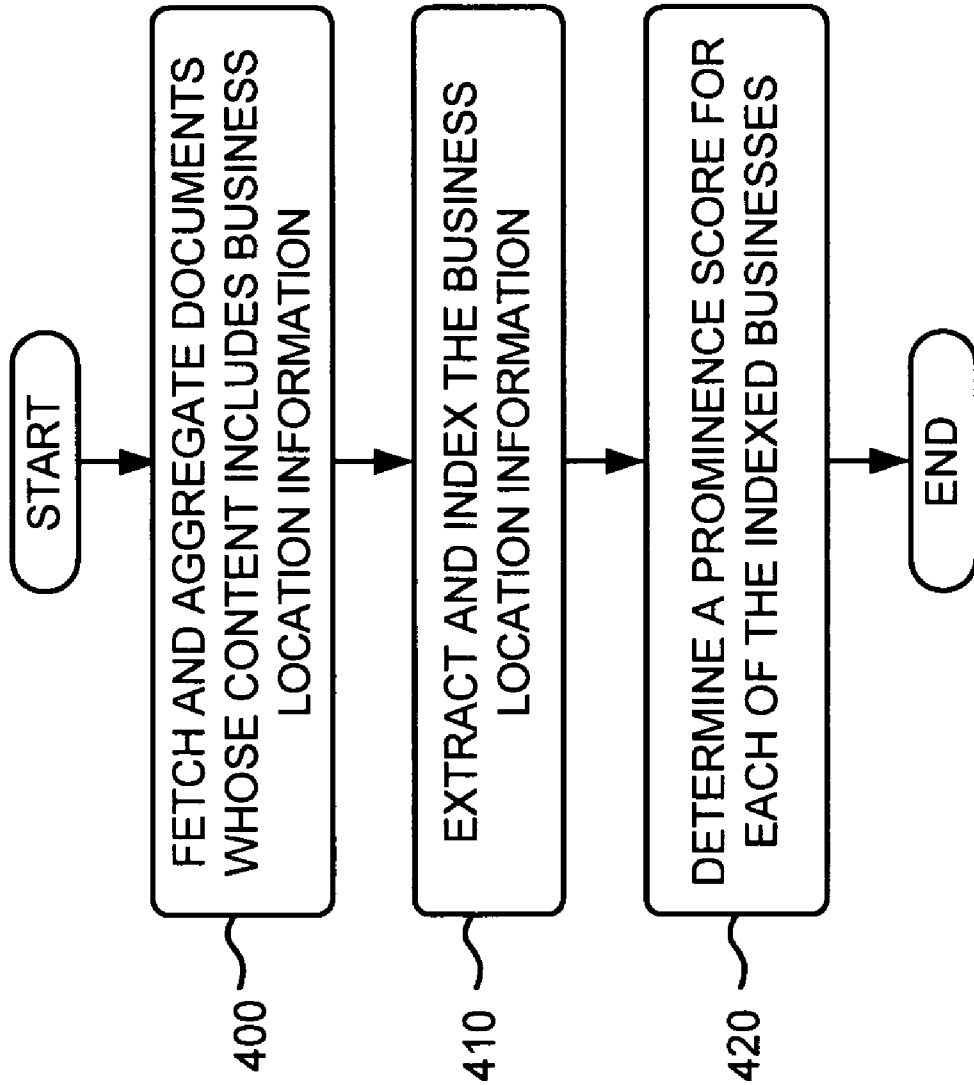 START
FETCH AND AGGREGATE DOCUMENTS
WHOSE CONTENT INCLUDES BUSINESS
LOCATION INFORMATION
400
EXTRACT AND INDEX THE BUSINESS
LOCATION INFORMATION
410
DETERMINE A PROMINENCE SCORE FOR
EACH OF THE INDEXED BUSINESSES
420
END